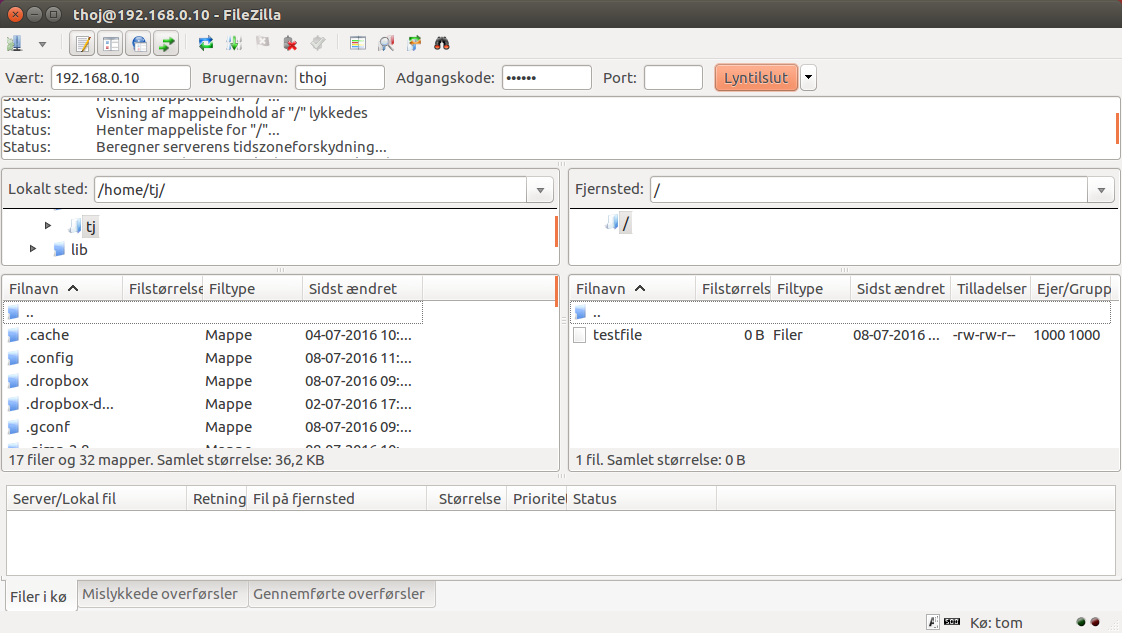 thoj@192.168.0.10 - FileZilla
Vært: 192.168.0.10 Brugernavn: thoj Adgangskode: •••••• Port: Lyntilslut
Status: Henter mappeliste for "/"...
Status: Visning af mappeindhold af "/" lykkedes
Status: Henter mappeliste for "/"...
Status: Beregner serverens tidszoneforskydning...
Lokalt sted: /home/tj/
tj
lib
Fjernsted: /
/
Filnavn Filstørrelse Filtype Sidst ændret
..
.cache Mappe 04-07-2016 10:...
.config Mappe 08-07-2016 11:...
.dropbox Mappe 08-07-2016 09:...
.dropbox-d... Mappe 02-07-2016 17:...
.gconf Mappe 08-07-2016 09:...
17 filer og 32 mapper. Samlet størrelse: 36,2 KB
Filnavn Filstørrels Filtype Sidst ændret Tilladelser Ejer/Grupp
..
testfile 0 B Filer 08-07-2016 ... -rw-rw-r-- 1000 1000
1 fil. Samlet størrelse: 0 B
Server/Lokal fil Retning Fil på fjernsted Størrelse Prioritet Status
Filer i kø Mislykkede overførsler Gennemførte overførsler
Kø: tom